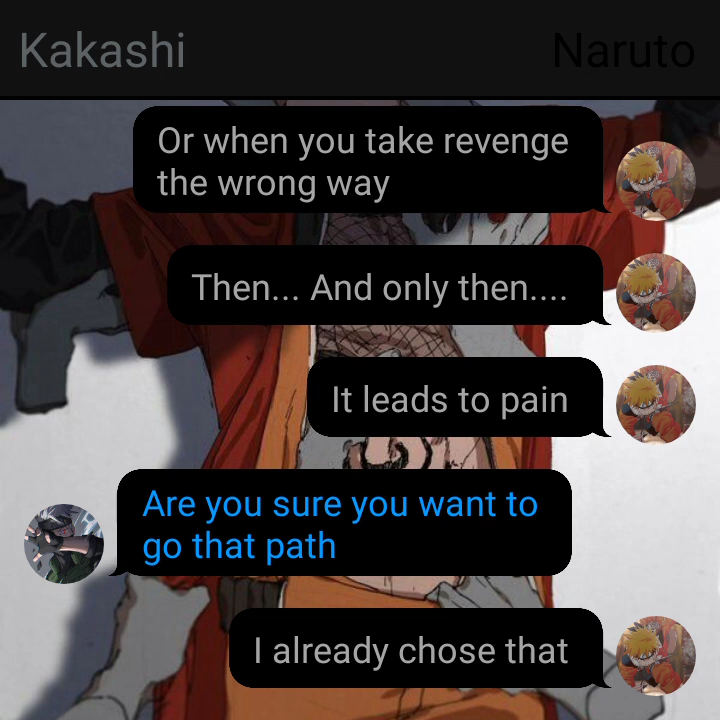 Kakashi
Naruto
Or when you take revenge
the wrong way
Then... And only then....
It leads to pain
Are you sure you want to
go that path
I already chose that